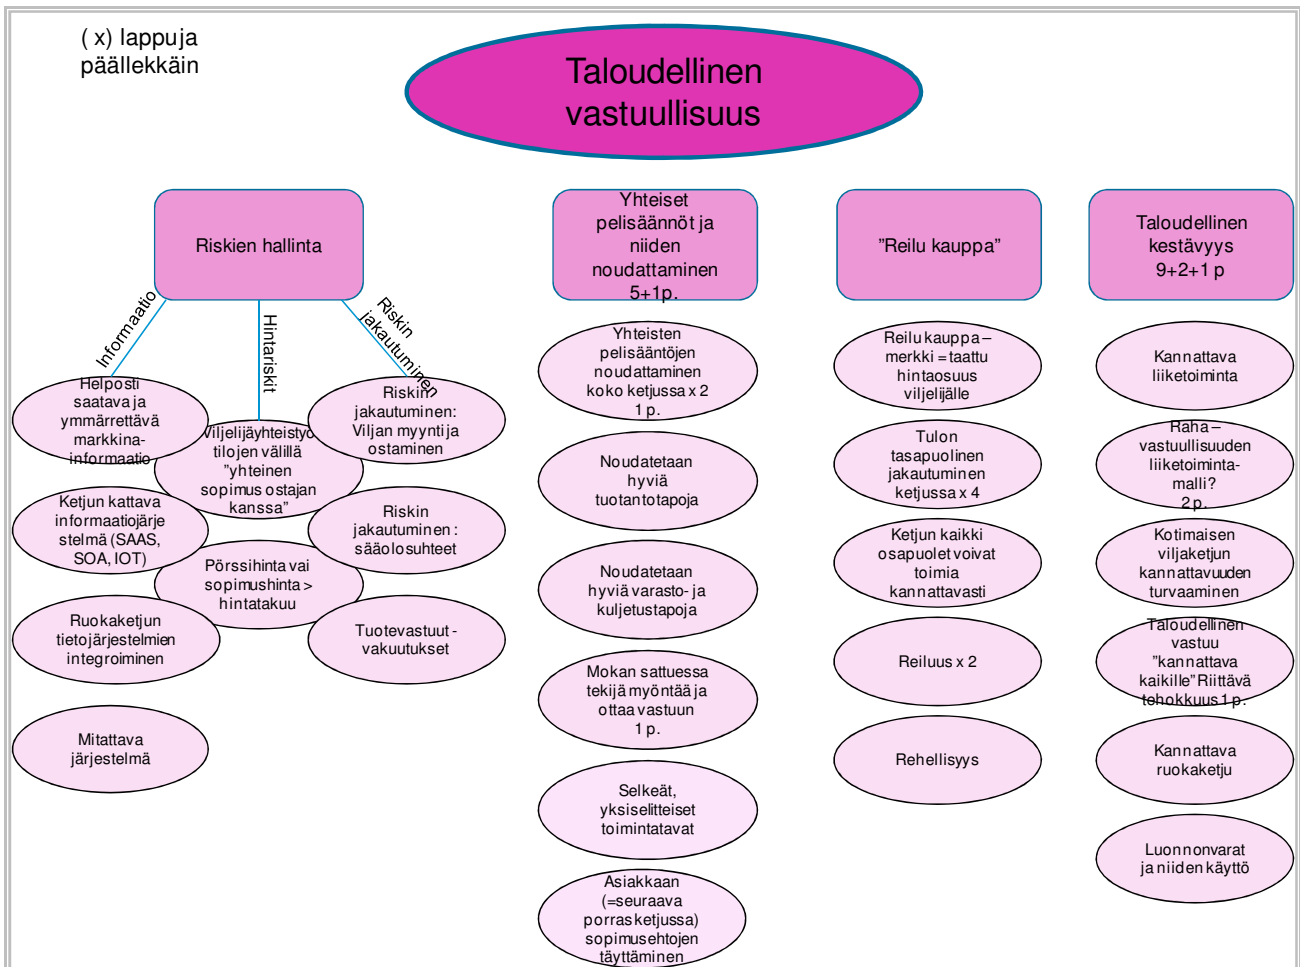 ( x) lappuja
päällekkäin
Taloudellinen
vastuullisuus
Riskien hallinta
Informaatio
Hintariskit
Riskin
jakautuminen
Helposti
saatava ja
ymmärrettävä
markkina-
informaatio
Ketjun kattava
informaatiojärje
stelmä (SAAS,
SOA, IOT)
Ruokaketjun
tietojärjestelmien
integroiminen
Mitattava
järjestelmä
Viljelijäyhteistyö
tilojen välillä
"yhteinen
sopimus ostajan
kanssa”
Pörssihinta vai
sopimushinta >
hintatakuu
Riskin
jakautuminen:
Viljan myynti ja
ostaminen
Riskin
jakautuminen :
sääolosuhteet
Tuotevastuut -
vakuutukset
Yhteiset
pelisäännöt ja
niiden
noudattaminen
5+1p.
Yhteisten
pelisääntöjen
noudattaminen
koko ketjussa x 2
1 p.
Noudatetaan
hyviä
tuotantotapoja
Noudatetaan
hyviä varasto- ja
kuljetustapoja
Mokan sattuessa
tekijä myöntää ja
ottaa vastuun
1 p.
Selkeät,
yksiselitteiset
toimintatavat
Asiakkaan
(=seuraava
porras ketjussa)
sopimusehtojen
täyttäminen
”Reilu kauppa”
Reilu kauppa –
merkki = taattu
hintaosuus
viljelijälle
Tulon
tasapuolinen
jakautuminen
ketjussa x 4
Ketjun kaikki
osapuolet voivat
toimia
kannattavasti
Reiluus x 2
Rehellisyys
Taloudellinen
kestävyys
9+2+1 p
Kannattava
liiketoiminta
Raha –
vastuullisuuden
liiketoiminta-
malli?
2 p.
Kotimaisen
viljaketjun
kannattavuuden
turvaaminen
Taloudellinen
vastuu
”kannattava
kaikille” Riittävä
tehokkuus 1 p.
Kannattava
ruokaketju
Luonnonvarat
ja niiden käyttö